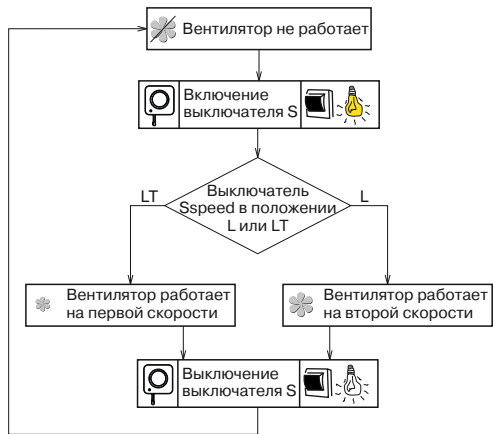 Вентилятор не работает
Включение
выключателя S
Выключатель
Sspeed в положении
L или LT
LT
L
Вентилятор работает
на первой скорости
Вентилятор работает
на второй скорости
Выключение
выключателя S